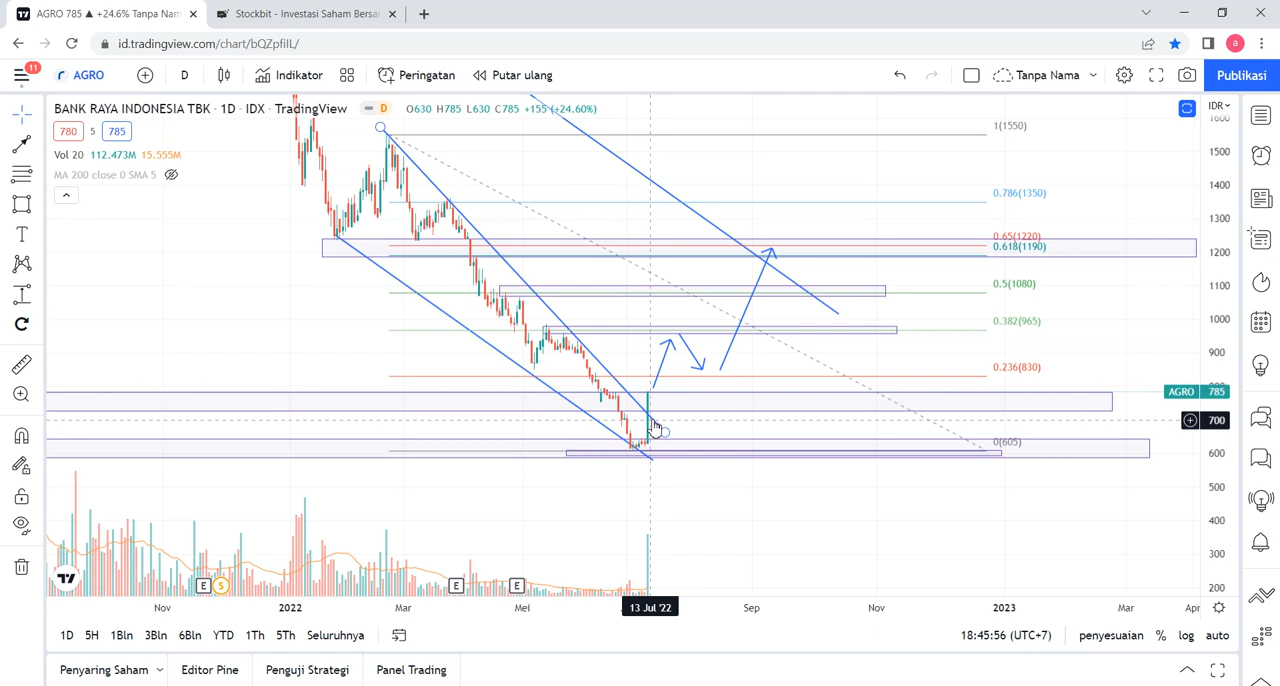 AGRO 785 ▲ +24.6% Tanpa Nam
Stockbit - Investasi Saham Bersar
id.tradingview.com/chart/bQZpfiIL/
a
11
AGRO
D
Indikator
Peringatan
Putar ulang
Tanpa Nama
Publikasi
BANK RAYA INDONESIA TBK · 1D · IDX · TradingView
D
O630 H785 L630 C785 +155 (+24.60%)
IDR
780
5
785
Vol 20 112.473M 15.555M
MA 200 close 0 SMA 5
1(1550)
0.786(1350)
0.65(1220)
0.618(1190)
0.5(1080)
0.382(965)
0.236(830)
0(605)
1600
1500
1400
1300
1200
1100
1000
900
AGRO 785
700
600
500
400
300
200
E
S
E
E
Nov
2022
Mar
Mei
13 Jul '22
Sep
Nov
2023
Mar
Apr
1D
5H
1Bln
3Bln
6Bln
YTD
1Th
5Th
Seluruhnya
18:45:56 (UTC+7)
penyesuaian
%
log
auto
Penyaring Saham
Editor Pine
Penguji Strategi
Panel Trading